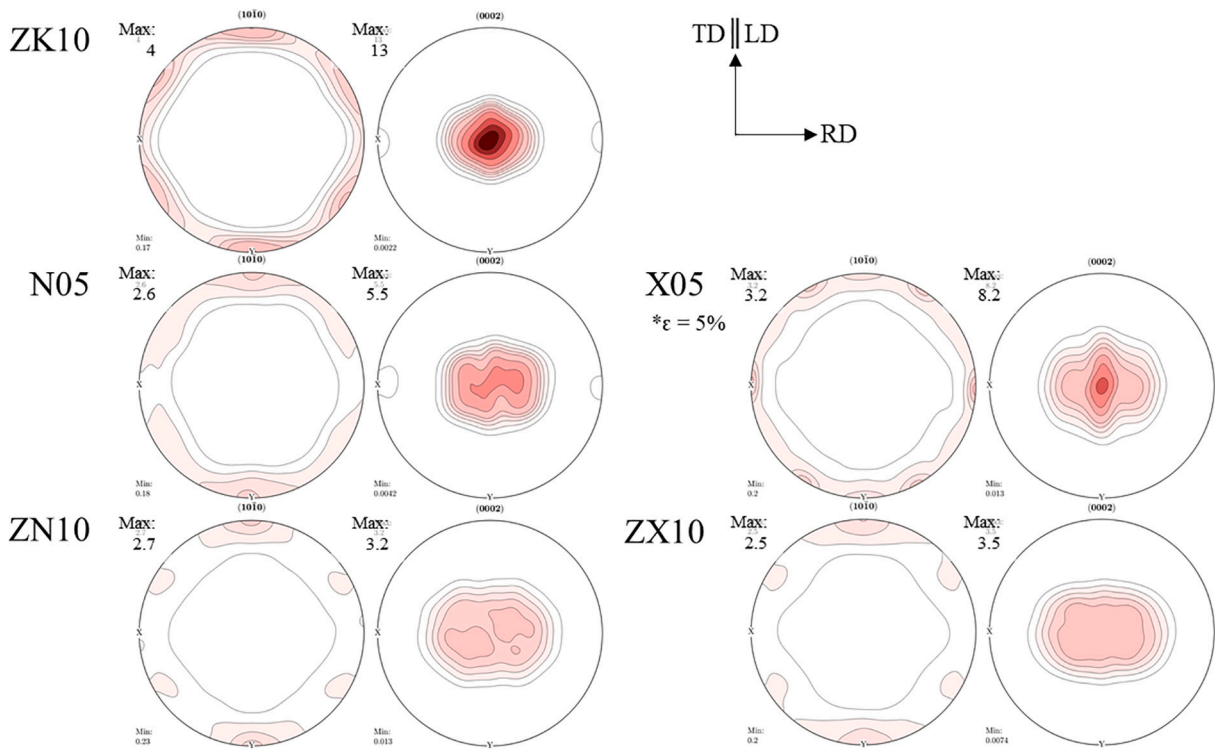 ZK10
(101̄0)
Max:
4
X
Y
Min:
0.17
(0002)
Max:
13
X
Y
Min:
0.0022
TD || LD
RD
N05
(101̄0)
Max:
2.6
X
Y
Min:
0.18
(0002)
Max:
5.5
X
Y
Min:
0.0042
X05
*ε = 5%
(101̄0)
Max:
3.2
X
Y
Min:
0.2
(0002)
Max:
8.2
X
Y
Min:
0.013
ZN10
(101̄0)
Max:
2.7
X
Y
Min:
0.23
(0002)
Max:
3.2
X
Y
Min:
0.013
ZX10
(101̄0)
Max:
2.5
X
Y
Min:
0.2
(0002)
Max:
3.5
X
Y
Min:
0.0074